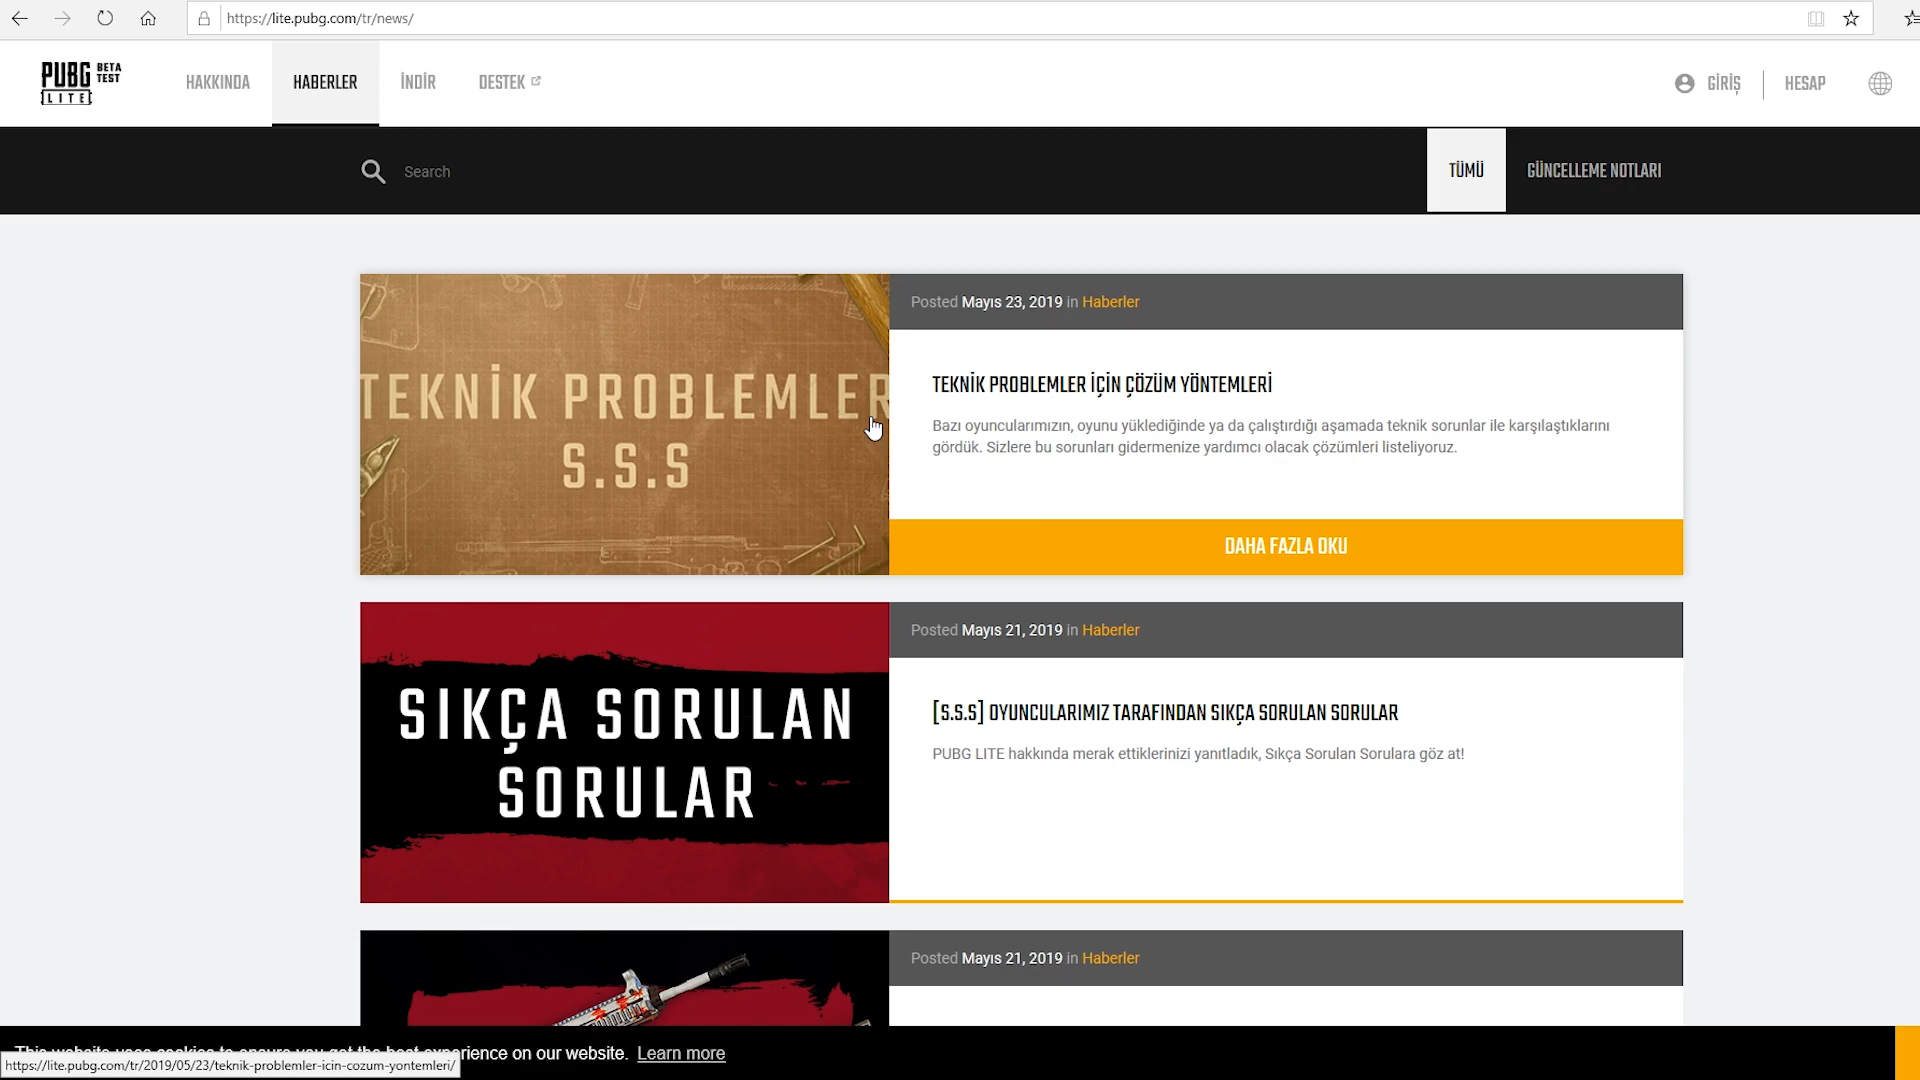 https://lite.pubg.com/tr/news/
PUBG BETA TEST
LITE
HAKKINDA
HABERLER
İNDİR
DESTEK
GİRİŞ
HESAP
Search
TÜMÜ
GÜNCELLEME NOTLARI
TEKNİK PROBLEMLER
S.S.S
Posted Mayıs 23, 2019 in Haberler
TEKNİK PROBLEMLER İÇİN ÇÖZÜM YÖNTEMLERİ
Bazı oyuncularımızın, oyunu yüklediğinde ya da çalıştırdığı aşamada teknik sorunlar ile karşılaştıklarını
gördük. Sizlere bu sorunları gidermenize yardımcı olacak çözümleri listeliyoruz.
DAHA FAZLA OKU
SIKÇA SORULAN
SORULAR
Posted Mayıs 21, 2019 in Haberler
[S.S.S] OYUNCULARIMIZ TARAFINDAN SIKÇA SORULAN SORULAR
PUBG LITE hakkında merak ettiklerinizi yanıtladık, Sıkça Sorulan Sorulara göz at!
Posted Mayıs 21, 2019 in Haberler
This website uses cookies to ensure you get the best experience on our website. Learn more
https://lite.pubg.com/tr/2019/05/23/teknik-problemler-icin-cozum-yontemleri/